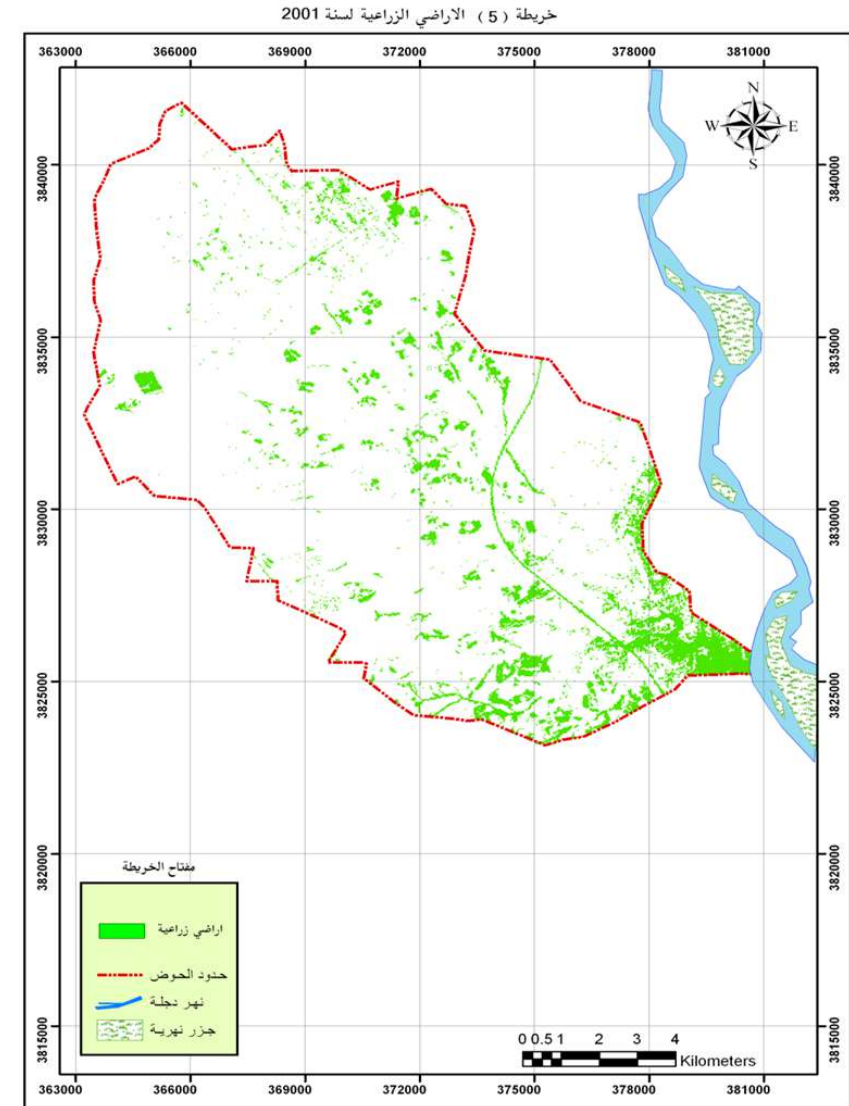 خريطة ( 5 ) الاراضي الزراعية لسنة 2001
363000 366000 369000 372000 375000 378000 381000
N
W E
S
3840000 3840000
3835000 3835000
3830000 3830000
3825000 3825000
3820000 3820000
3815000 3815000
مفتاح الخريطة
اراضي زراعية
حدود الحوض
نهر دجلة
جزر نهرية
0 0.5 1 2 3 4
Kilometers
363000 366000 369000 372000 375000 378000 381000